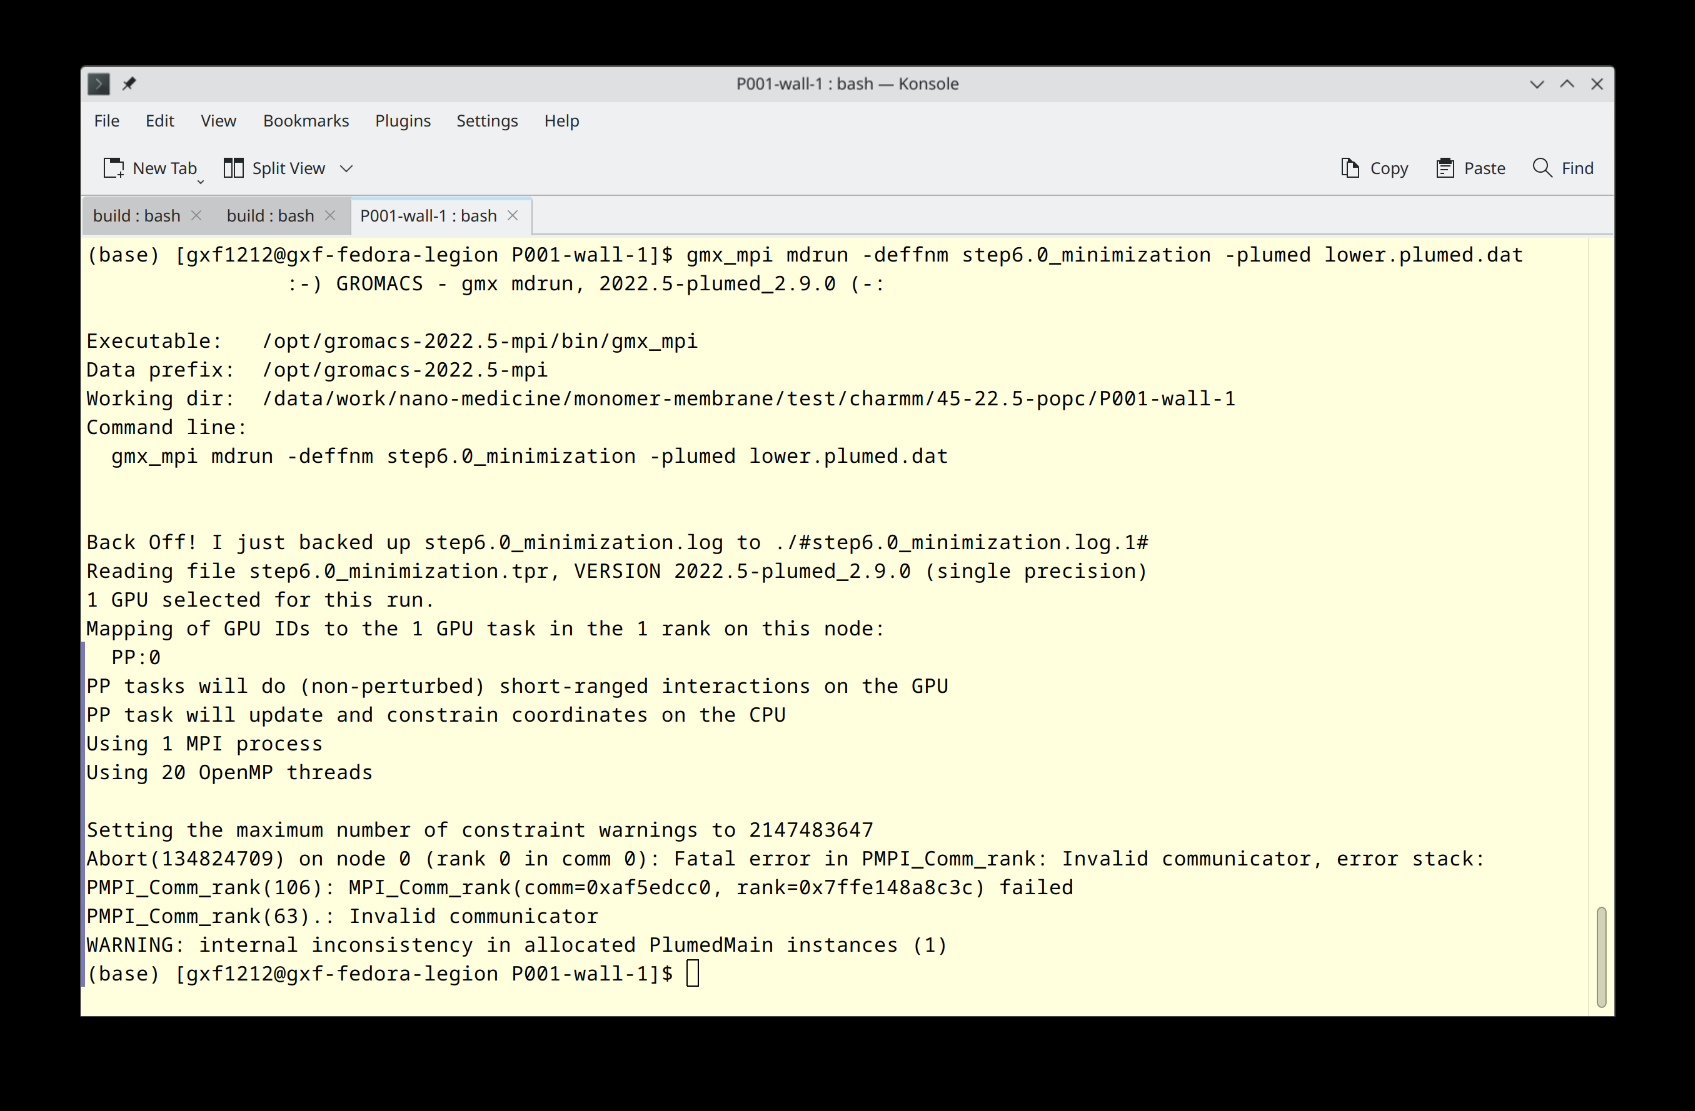 P001-wall-1 : bash — Konsole
File Edit View Bookmarks Plugins Settings Help
New Tab Split View Copy Paste Find
build : bash build : bash P001-wall-1 : bash
(base) [gxf1212@gxf-fedora-legion P001-wall-1]$ gmx_mpi mdrun -deffnm step6.0_minimization -plumed lower.plumed.dat
:-) GROMACS - gmx mdrun, 2022.5-plumed_2.9.0 (-:
Executable: /opt/gromacs-2022.5-mpi/bin/gmx_mpi
Data prefix: /opt/gromacs-2022.5-mpi
Working dir: /data/work/nano-medicine/monomer-membrane/test/charmm/45-22.5-popc/P001-wall-1
Command line:
gmx_mpi mdrun -deffnm step6.0_minimization -plumed lower.plumed.dat
Back Off! I just backed up step6.0_minimization.log to ./#step6.0_minimization.log.1#
Reading file step6.0_minimization.tpr, VERSION 2022.5-plumed_2.9.0 (single precision)
1 GPU selected for this run.
Mapping of GPU IDs to the 1 GPU task in the 1 rank on this node:
PP:0
PP tasks will do (non-perturbed) short-ranged interactions on the GPU
PP task will update and constrain coordinates on the CPU
Using 1 MPI process
Using 20 OpenMP threads
Setting the maximum number of constraint warnings to 2147483647
Abort(134824709) on node 0 (rank 0 in comm 0): Fatal error in PMPI_Comm_rank: Invalid communicator, error stack:
PMPI_Comm_rank(106): MPI_Comm_rank(comm=0xaf5edcc0, rank=0x7ffe148a8c3c) failed
PMPI_Comm_rank(63).: Invalid communicator
WARNING: internal inconsistency in allocated PlumedMain instances (1)
(base) [gxf1212@gxf-fedora-legion P001-wall-1]$